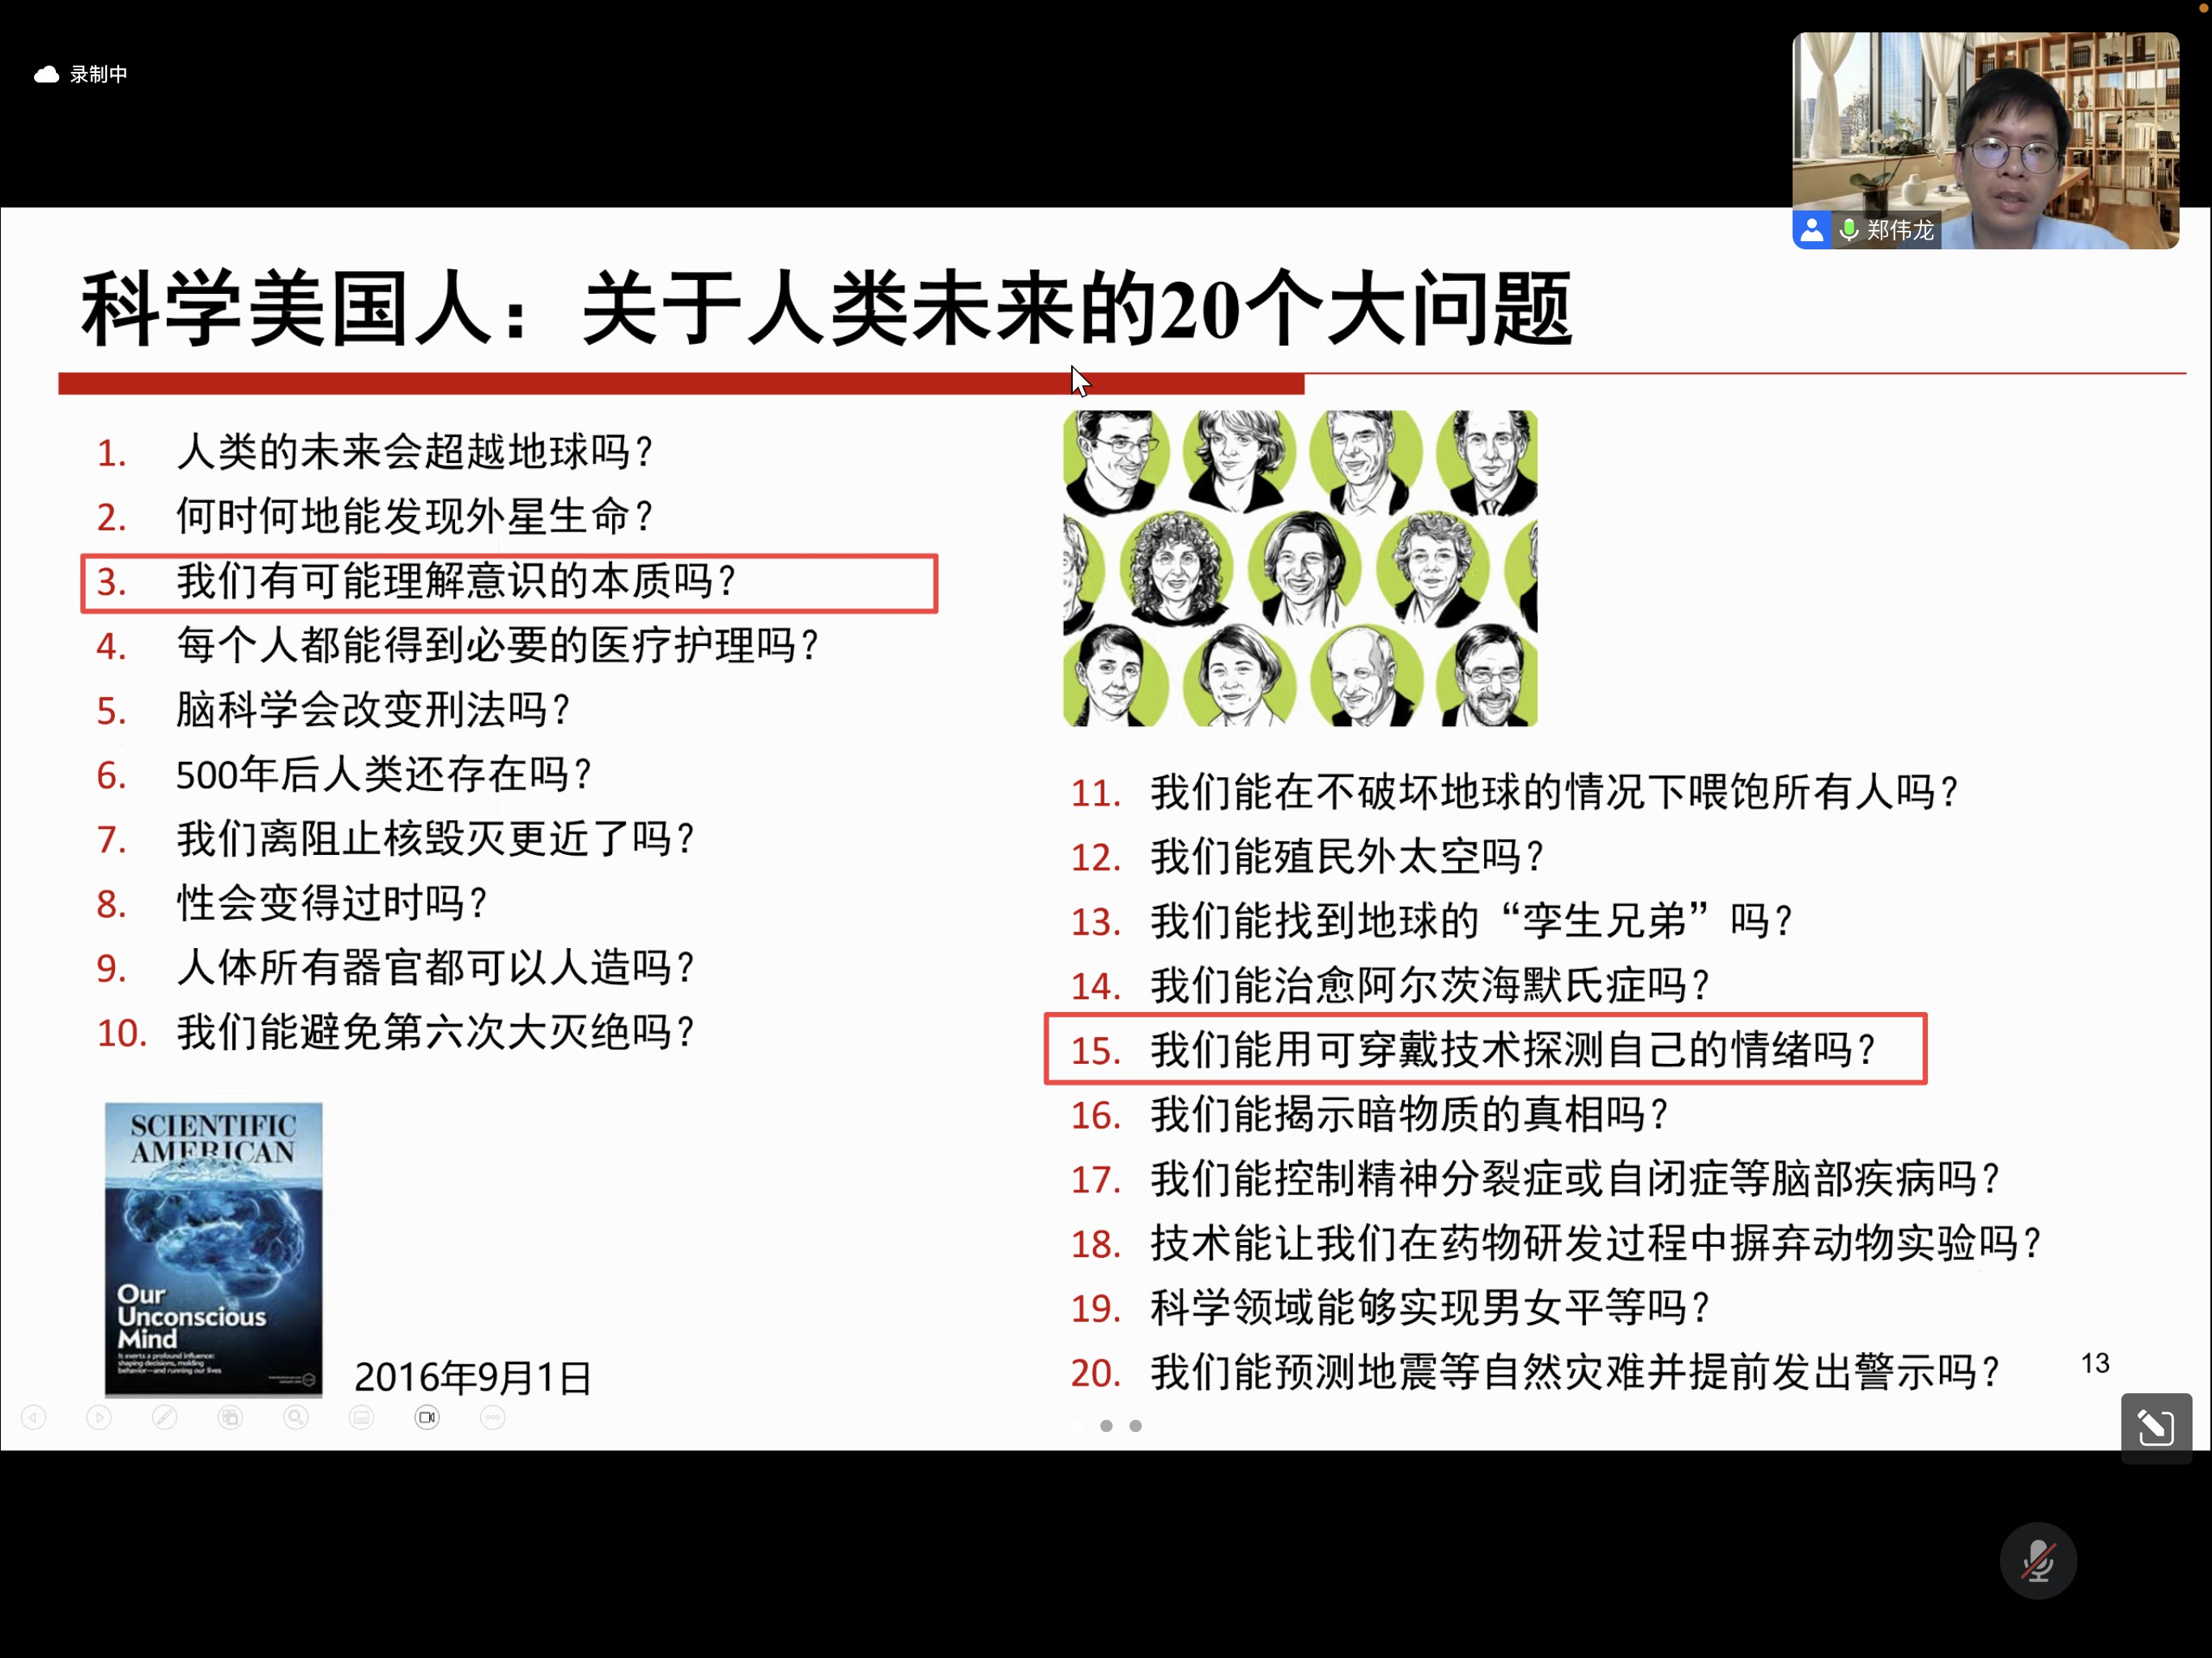 录制中
郑伟龙
科学美国人：关于人类未来的20个大问题
1. 人类的未来会超越地球吗？
2. 何时何地能发现外星生命？
3. 我们有可能理解意识的本质吗？
4. 每个人都能得到必要的医疗护理吗？
5. 脑科学会改变刑法吗？
6. 500年后人类还存在吗？
7. 我们离阻止核毁灭更近了吗？
8. 性会变得过时吗？
9. 人体所有器官都可以人造吗？
10. 我们能避免第六次大灭绝吗？
SCIENTIFIC
AMERICAN
Our
Unconscious
Mind
It exerts a profound influence:
shaping decisions, molding
behavior—and running our lives
2016年9月1日
11. 我们能在不破坏地球的情况下喂饱所有人吗？
12. 我们能殖民外太空吗？
13. 我们能找到地球的“孪生兄弟”吗？
14. 我们能治愈阿尔茨海默氏症吗？
15. 我们能用可穿戴技术探测自己的情绪吗？
16. 我们能揭示暗物质的真相吗？
17. 我们能控制精神分裂症或自闭症等脑部疾病吗？
18. 技术能让我们在药物研发过程中摒弃动物实验吗？
19. 科学领域能够实现男女平等吗？
20. 我们能预测地震等自然灾难并提前发出警示吗？
13